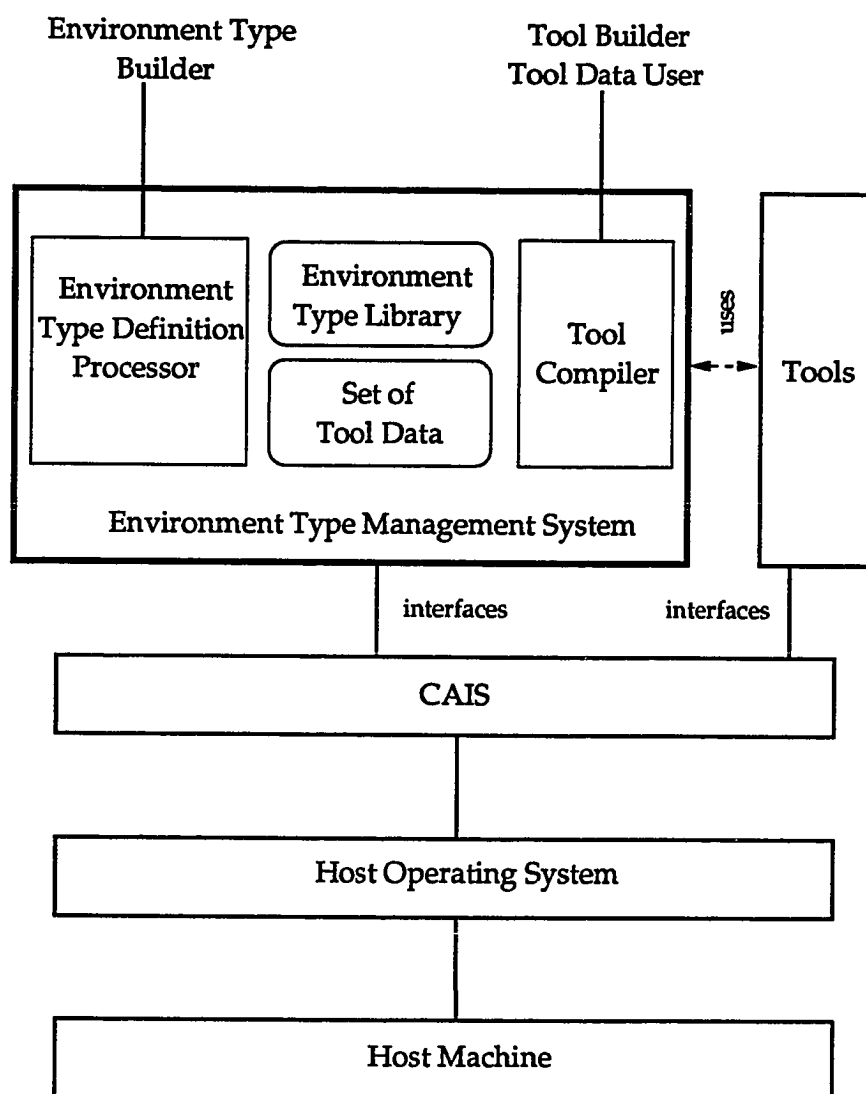 Environment Type
Builder
Tool Builder
Tool Data User
Environment
Type Definition
Processor
Environment
Type Library
Set of
Tool Data
Tool
Compiler
uses
Tools
Environment Type Management System
interfaces
interfaces
CAIS
Host Operating System
Host Machine